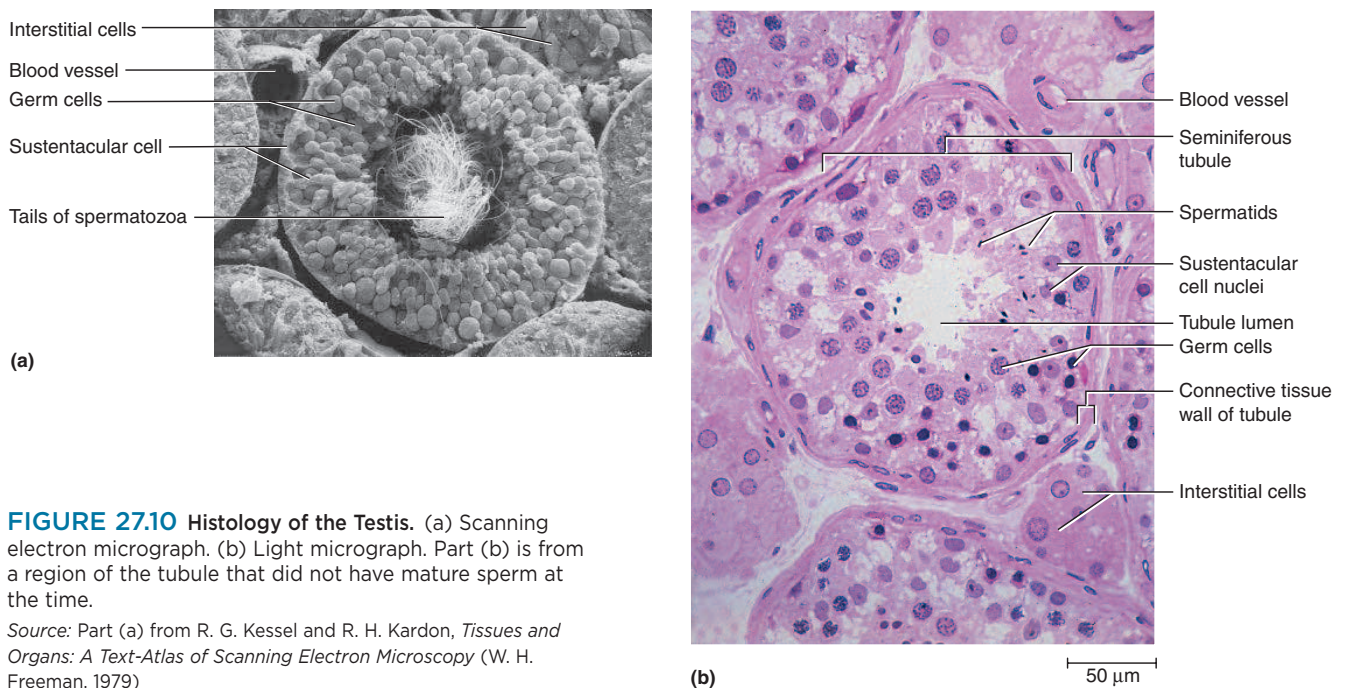 Interstitial cells
Blood vessel
Germ cells
Sustentacular cell
Tails of spermatozoa
(a)
FIGURE 27.10 Histology of the Testis. (a) Scanning
electron micrograph. (b) Light micrograph. Part (b) is from
a region of the tubule that did not have mature sperm at
the time.
Source: Part (a) from R. G. Kessel and R. H. Kardon, Tissues and
Organs: A Text-Atlas of Scanning Electron Microscopy (W. H.
Freeman, 1979)
Blood vessel
Seminiferous
tubule
Spermatids
Sustentacular
cell nuclei
Tubule lumen
Germ cells
Connective tissue
wall of tubule
Interstitial cells
(b)
50 μm